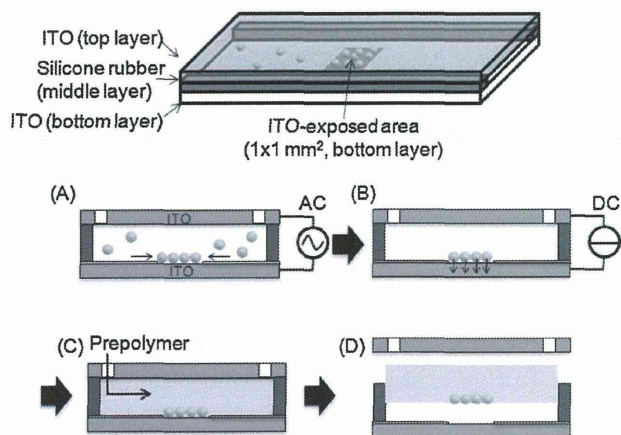 ITO (top layer)
Silicone rubber
(middle layer)
ITO (bottom layer)
ITO-exposed area
(1x1 mm², bottom layer)
(A)
AC
(B)
DC
ITO
ITO
(C)
Prepolymer
(D)